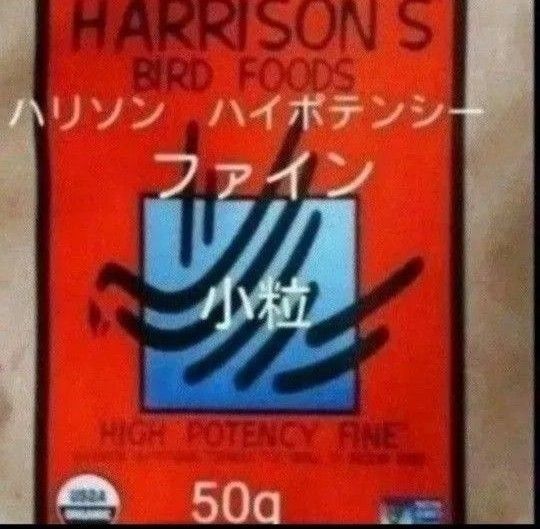 HARRISON'S
BIRD FOODS
ハリソン ハイポテンシー
ファイン
小粒
HIGH POTENCY FINE
USDA
ORGANIC
50g